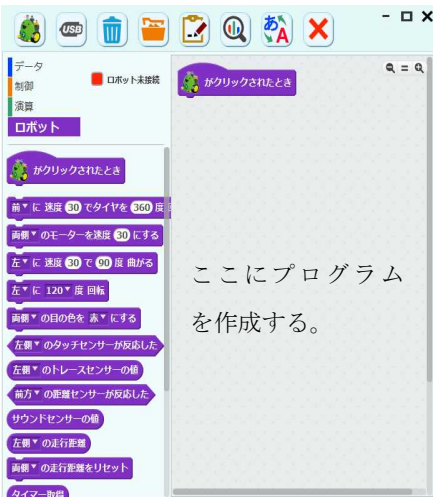 USB
あA
データ
制御
演算
ロボット
ロボット未接続
がクリックされたとき
前▼ に 速度 30 でタイヤを 360 度
両側▼ のモーターを速度 30 にする
左▼ に 速度 30 で 90 度 曲がる
左▼ に 120▼ 度 回転
両側▼ の目の色を 赤▼ にする
左側▼ のタッチセンサーが反応した
左側▼ のトレースセンサーの値
前方▼ の距離センサーが反応した
サウンドセンサーの値
左側▼ の走行距離
両側▼ の走行距離をリセット
タイマー取得
がクリックされたとき
ここにプログラム
を作成する。